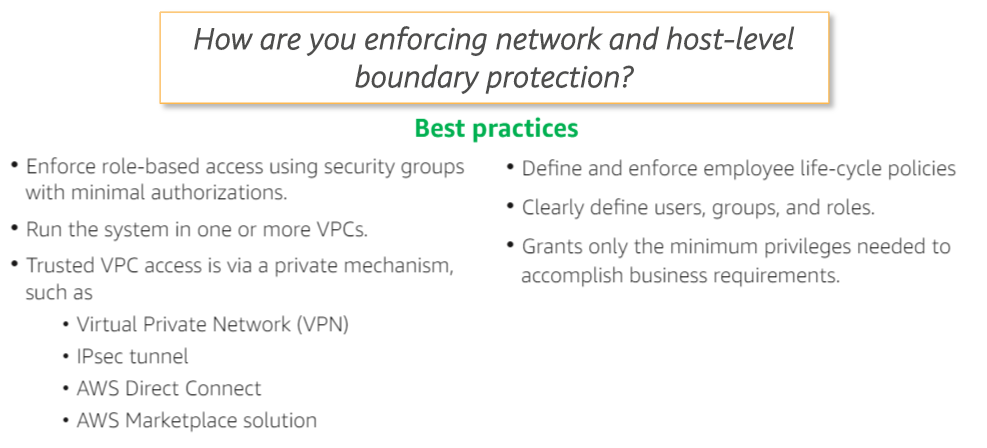 How are you enforcing network and host-level
boundary protection?
Best practices
• Enforce role-based access using security groups
with minimal authorizations.
• Run the system in one or more VPCs.
• Trusted VPC access is via a private mechanism,
such as
• Virtual Private Network (VPN)
• IPsec tunnel
• AWS Direct Connect
• AWS Marketplace solution
• Define and enforce employee life-cycle policies
• Clearly define users, groups, and roles.
• Grants only the minimum privileges needed to
accomplish business requirements.